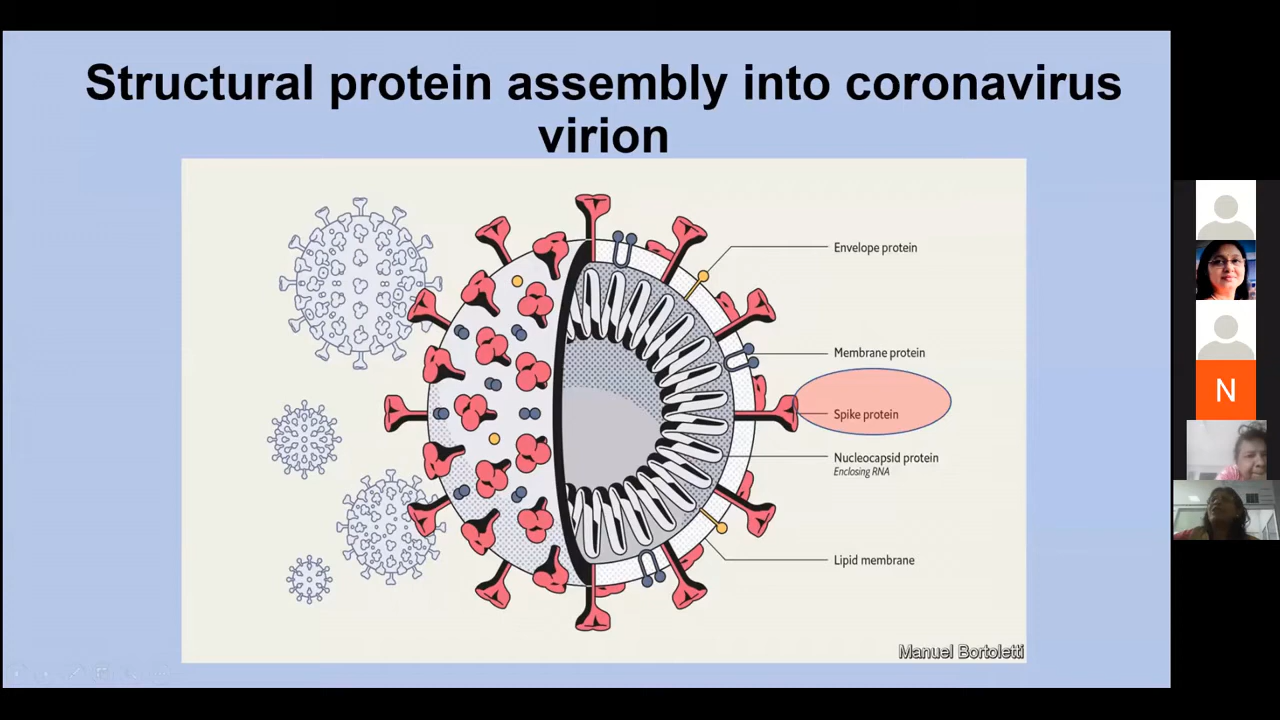 Structural protein assembly into coronavirus
virion
Envelope protein
Membrane protein
Spike protein
Nucleocapsid protein
Enclosing RNA
Lipid membrane
Manuel Bortoletti
N